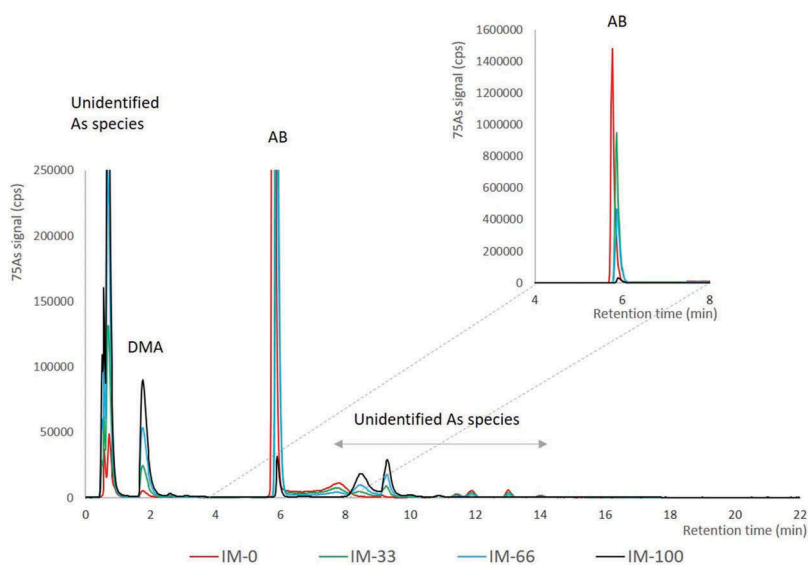 AB
1600000
1400000
1200000
1000000
800000
600000
400000
200000
0
75As signal (cps)
4 6 8
Retention time (min)
Unidentified
As species
AB
250000
200000
150000
100000
50000
0
75As signal (cps)
DMA
Unidentified As species
0 2 4 6 8 10 12 14 16 18 20 22
Retention time (min)
IM-0 IM-33 IM-66 IM-100